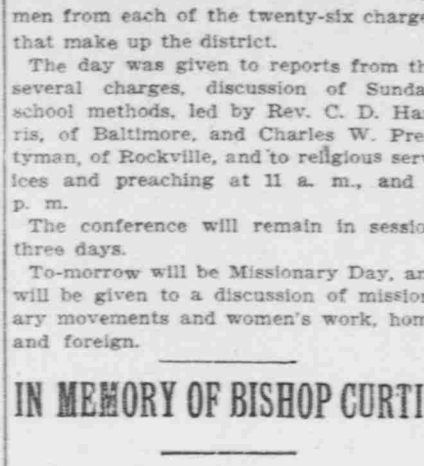 men from each of the twenty-six charge
that make up the district.
The day was given to reports from th
several charges, discussion of Sunda
school methods, led by Rev. C. D. Har
ris, of Baltimore, and Charles W. Pre
tyman, of Rockville, and to religious serv
ices and preaching at 11 a. m., and
p. m.
The conference will remain in sessio
three days.
To-morrow will be Missionary Day, an
will be given to a discussion of mission
ary movements and women's work, hom
and foreign.
IN MEMORY OF BISHOP CURTI